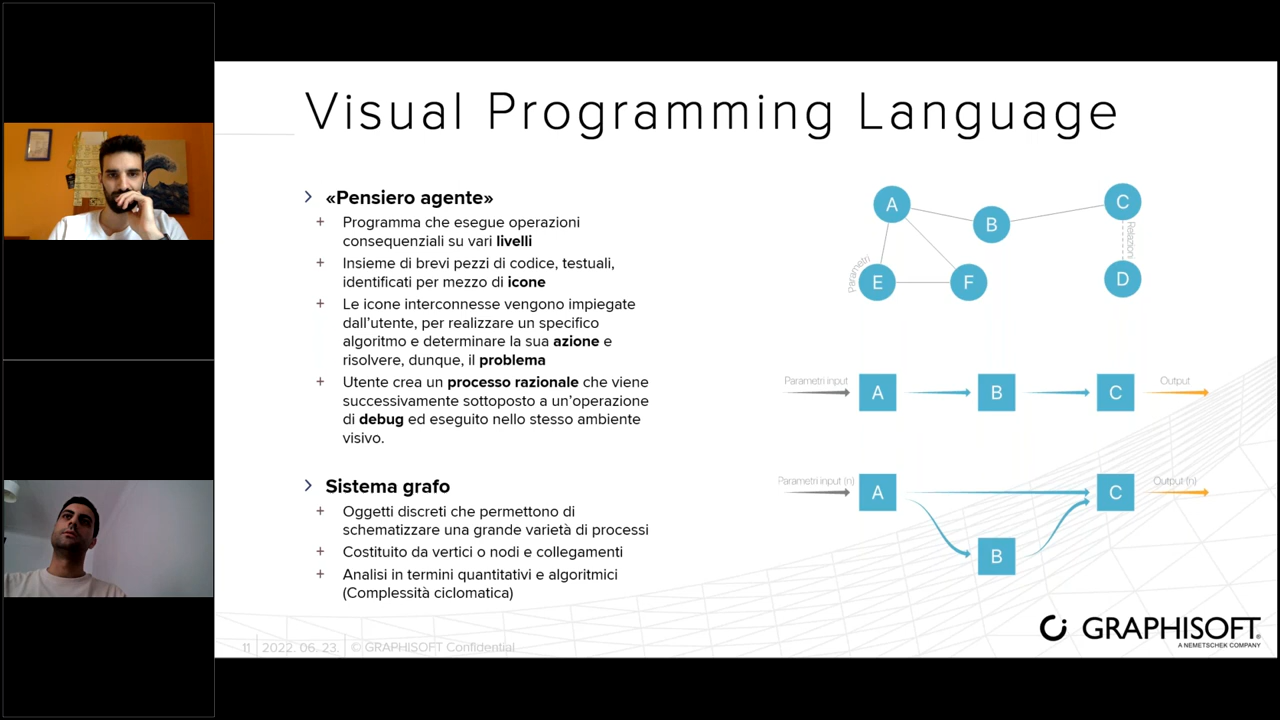 Visual Programming Language
«Pensiero agente»
+ Programma che esegue operazioni
consequenziali su vari livelli
+ Insieme di brevi pezzi di codice, testuali,
identificati per mezzo di icone
+ Le icone interconnesse vengono impiegate
dall’utente, per realizzare un specifico
algoritmo e determinare la sua azione e
risolvere, dunque, il problema
+ Utente crea un processo razionale che viene
successivamente sottoposto a un’operazione
di debug ed eseguito nello stesso ambiente
visivo.
Sistema grafo
+ Oggetti discreti che permettono di
schematizzare una grande varietà di processi
+ Costituito da vertici o nodi e collegamenti
+ Analisi in termini quantitativi e algoritmici
(Complessità ciclomatica)
A
B
C
Relazioni
Parametri
E
F
D
Parametri input
A
B
C
Output
Parametri input (n)
A
C
Output (n)
B
11 2022. 06. 23. © GRAPHISOFT Confidential
GRAPHISOFT®
A NEMETSCHEK COMPANY